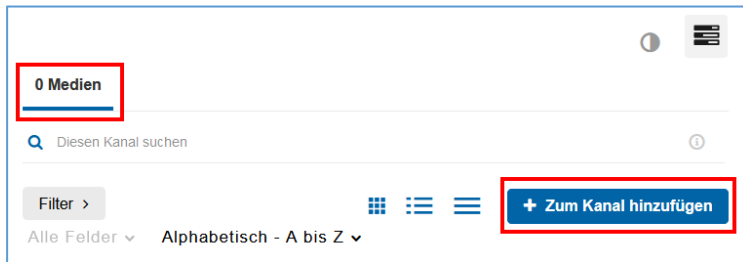 0 Medien
Diesen Kanal suchen
Filter >
+ Zum Kanal hinzufügen
Alle Felder
Alphabetisch - A bis Z